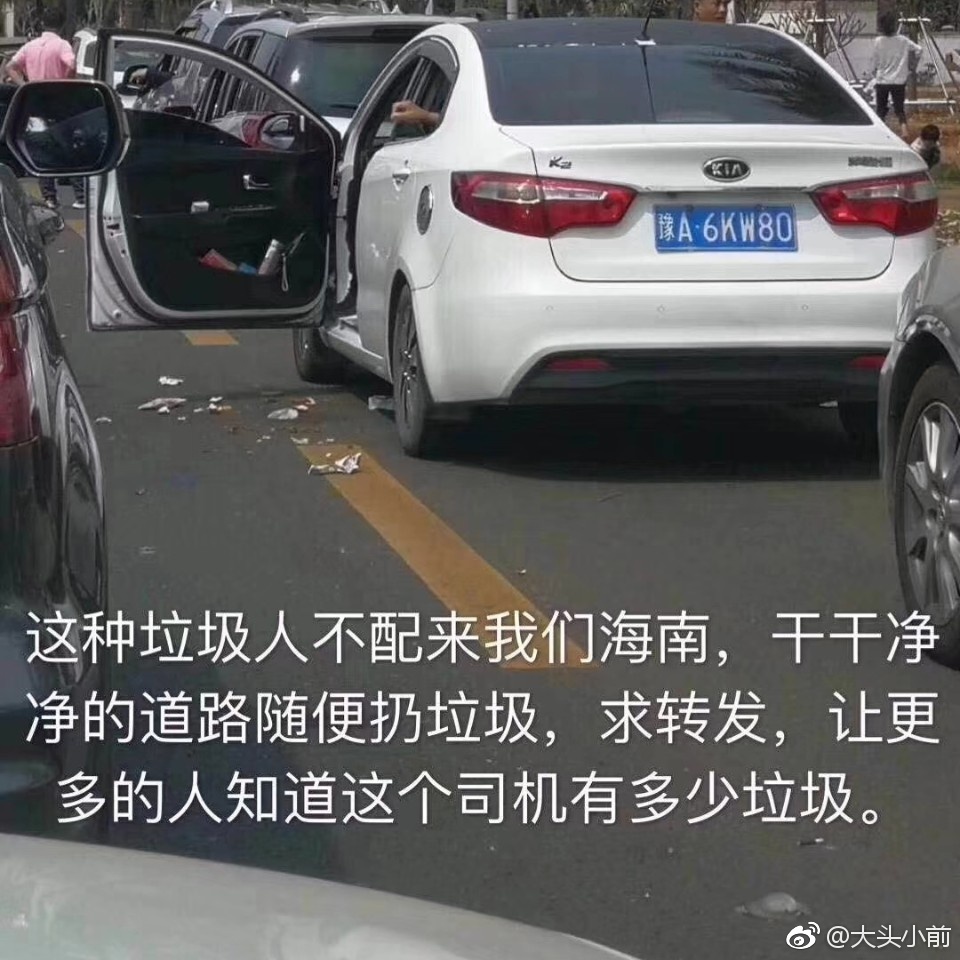 K2
KIA
豫A·6KW80
这种垃圾人不配来我们海南，干干净
净的道路随便扔垃圾，求转发，让更
多的人知道这个司机有多少垃圾。
@大头小前